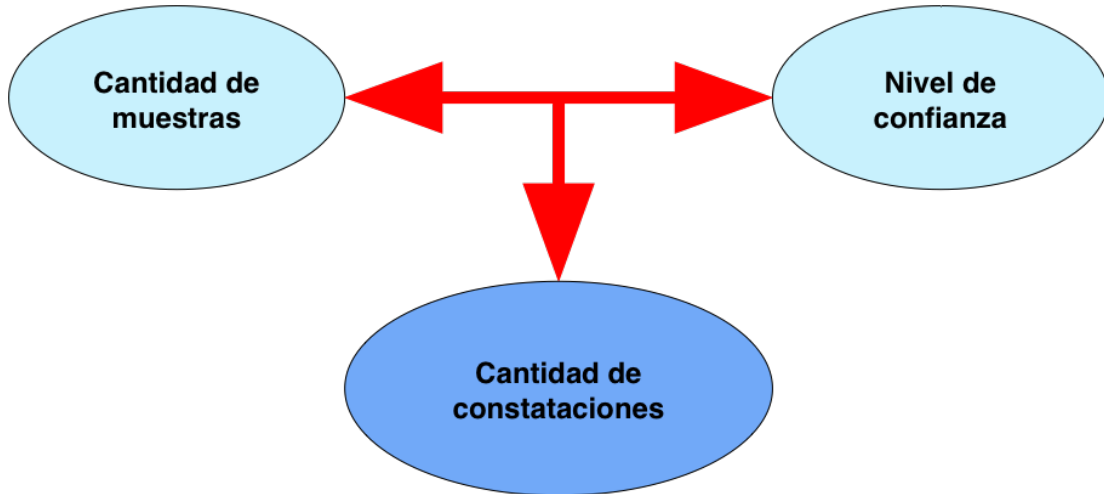 Cantidad de
muestras
Nivel de
confianza
Cantidad de
constataciones